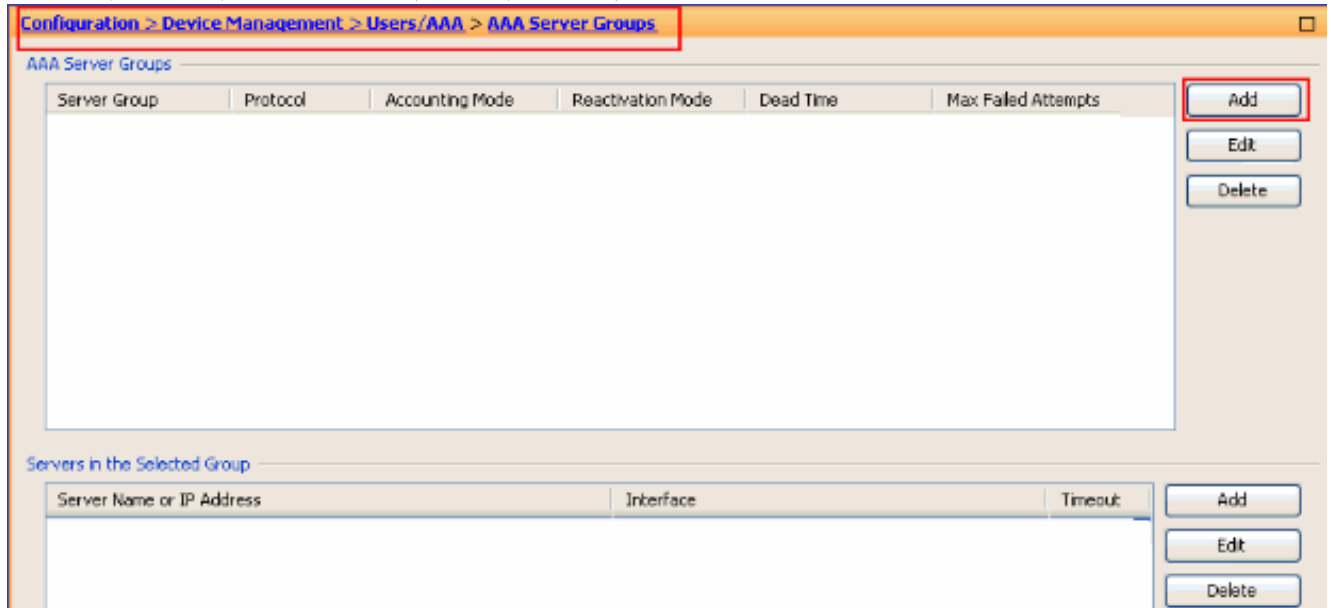 Configuration > Device Management > Users/AAA > AAA Server Groups
AAA Server Groups
Server Group Protocol Accounting Mode Reactivation Mode Dead Time Max Failed Attempts
Add
Edit
Delete
Servers in the Selected Group
Server Name or IP Address Interface Timeout
Add
Edit
Delete